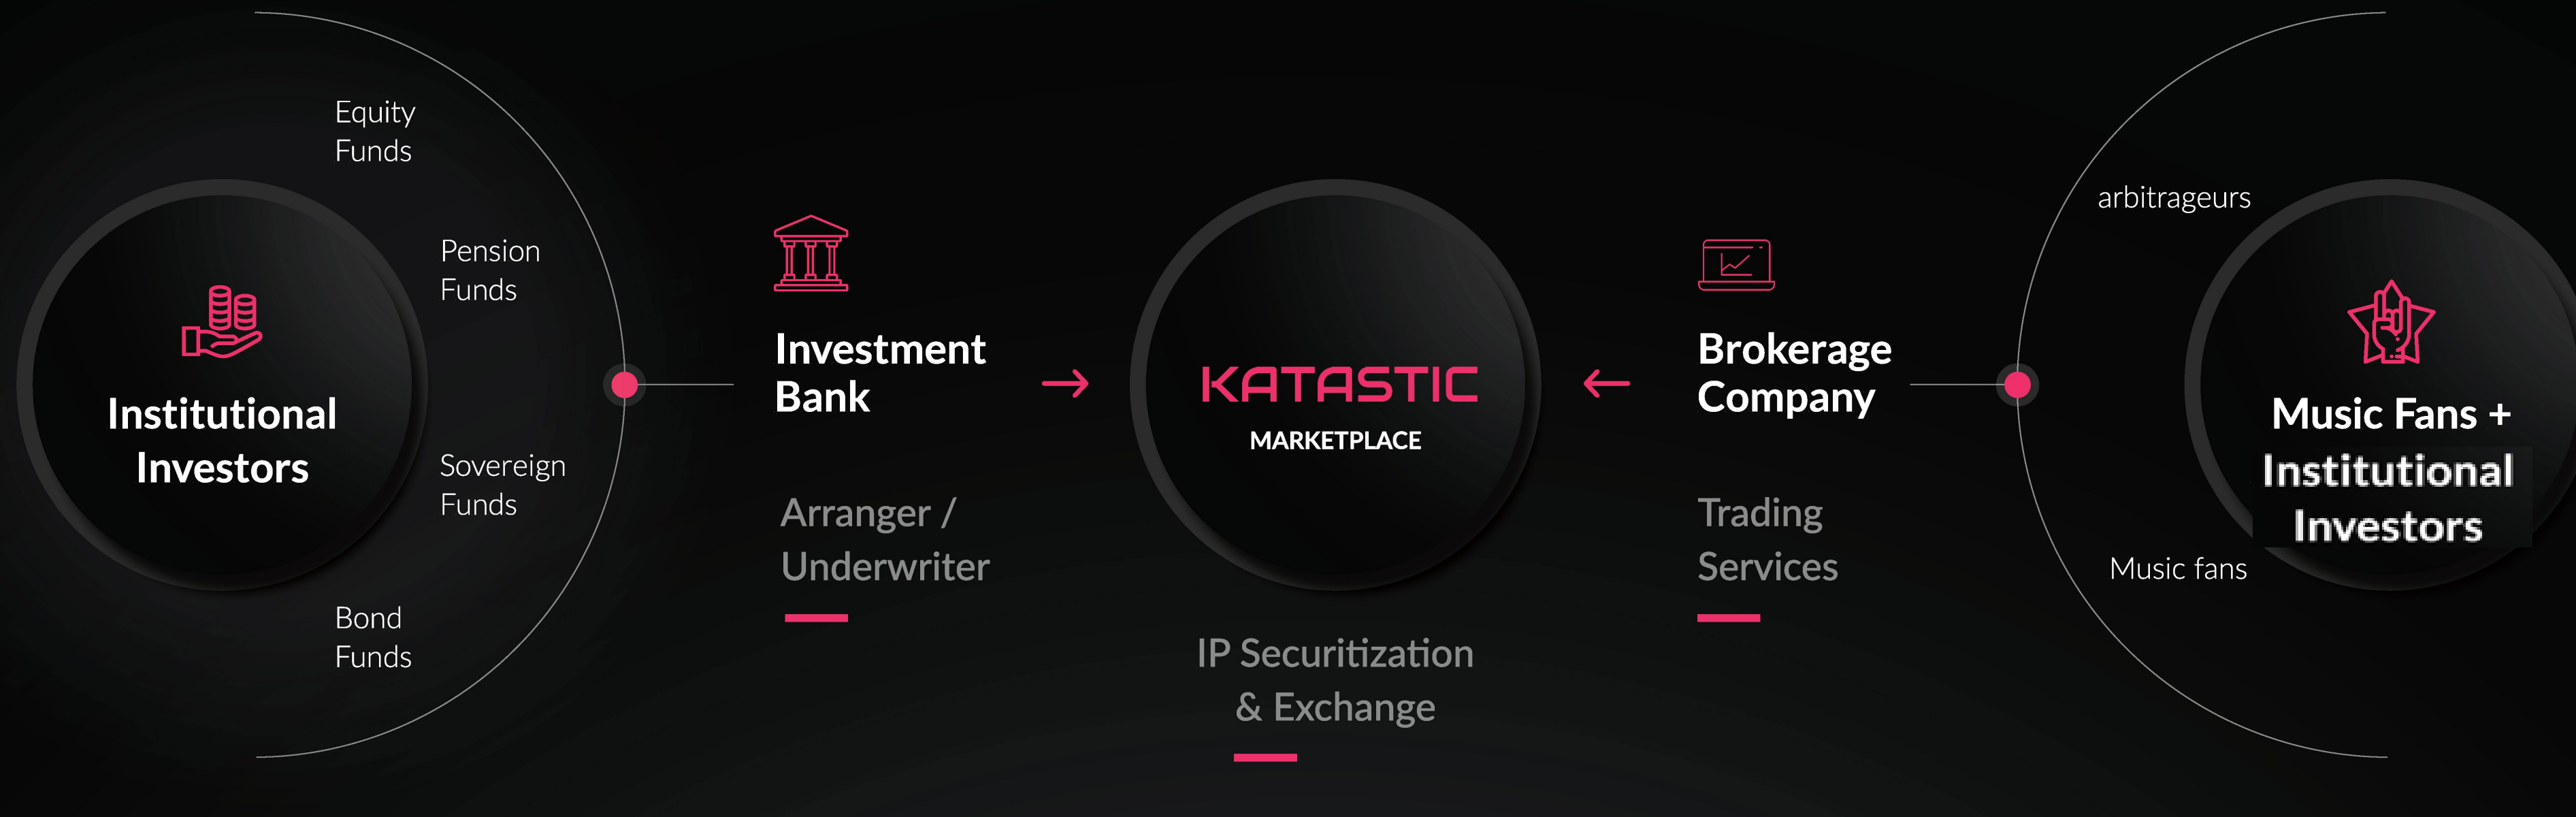 Equity
Funds
Pension
Funds
Institutional
Investors
Sovereign
Funds
Bond
Funds
Investment
Bank
Arranger /
Underwriter
KATASTIC
MARKETPLACE
IP Securitization
& Exchange
Brokerage
Company
Trading
Services
arbitrageurs
Music fans
Music Fans +
Institutional
Investors